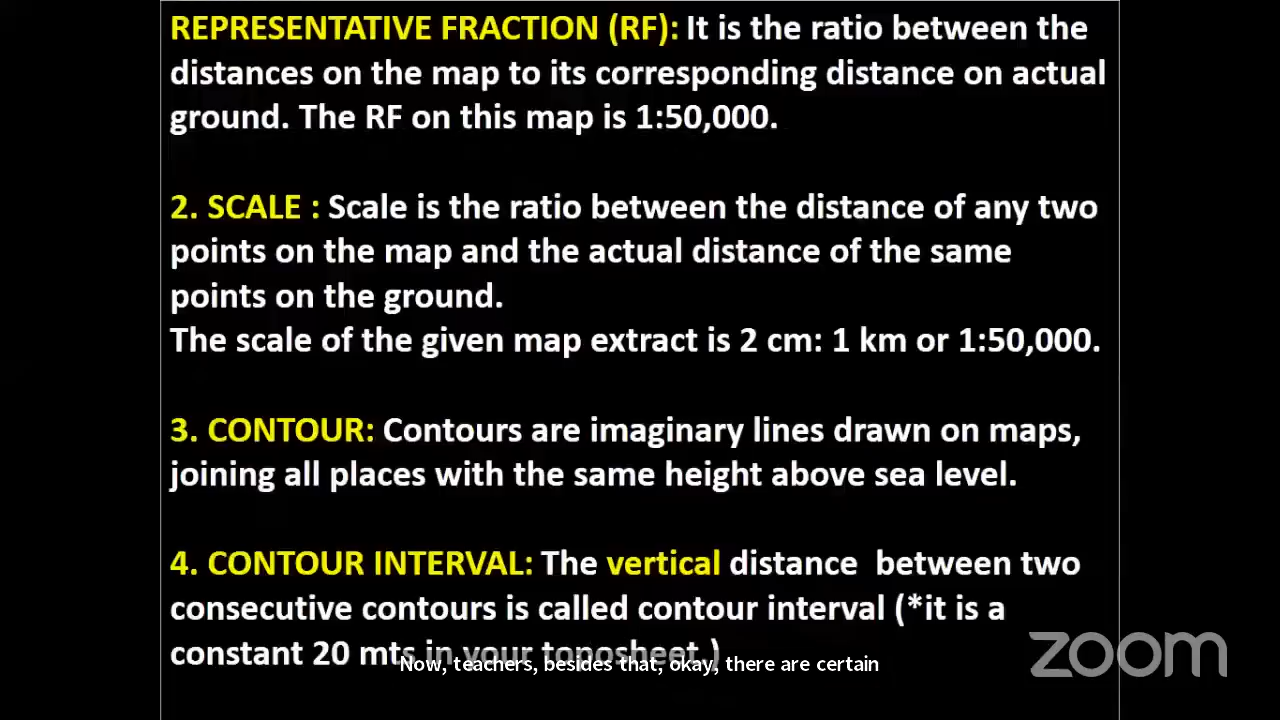 REPRESENTATIVE FRACTION (RF): It is the ratio between the
distances on the map to its corresponding distance on actual
ground. The RF on this map is 1:50,000.
2. SCALE : Scale is the ratio between the distance of any two
points on the map and the actual distance of the same
points on the ground.
The scale of the given map extract is 2 cm: 1 km or 1:50,000.
3. CONTOUR: Contours are imaginary lines drawn on maps,
joining all places with the same height above sea level.
4. CONTOUR INTERVAL: The vertical distance between two
consecutive contours is called contour interval (*it is a
constant 20 mts in your toposheet.)
Now, teachers, besides that, okay, there are certain
zoom